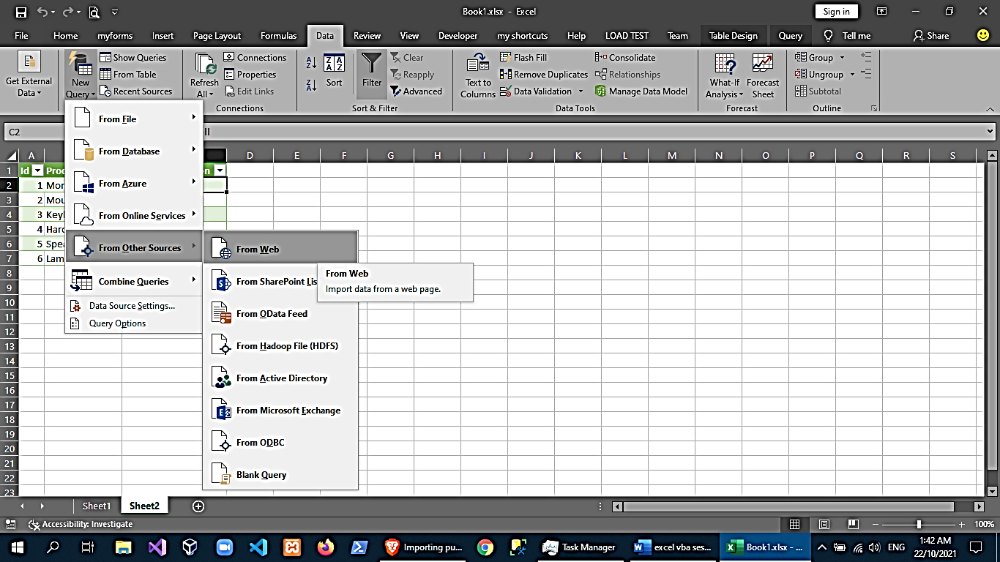 Book1.xlsx - Excel
Sign in
File Home myforms Insert Page Layout Formulas Data Review View Developer my shortcuts Help LOAD TEST Team Table Design Query Tell me Share
Get External Data
New Query
Show Queries
From Table
Recent Sources
Refresh All
Connections
Properties
Edit Links
Connections
Sort
Filter
Clear
Reapply
Advanced
Sort & Filter
Text to Columns
Flash Fill
Remove Duplicates
Data Validation
Consolidate
Relationships
Manage Data Model
Data Tools
What-If Analysis
Forecast Sheet
Forecast
Group
Ungroup
Subtotal
Outline
C2
A D E F G H I J K L M N O P Q R S
1 Id Prod on
2 1 Mor
3 2 Mou
4 3 Keyl
5 4 Hard
6 5 Spea
7 6 Lam
8
9
10
11
12
13
14
15
16
17
18
19
20
21
22
23
From File
From Database
From Azure
From Online Services
From Other Sources
Combine Queries
Data Source Settings...
Query Options
From Web
From SharePoint Lis
From OData Feed
From Hadoop File (HDFS)
From Active Directory
From Microsoft Exchange
From ODBC
Blank Query
From Web
Import data from a web page.
Sheet1 Sheet2
Accessibility: Investigate
100%
Importing pu...
Task Manager
excel vba ses...
Book1.xlsx - ...
ENG
1:42 AM
22/10/2021